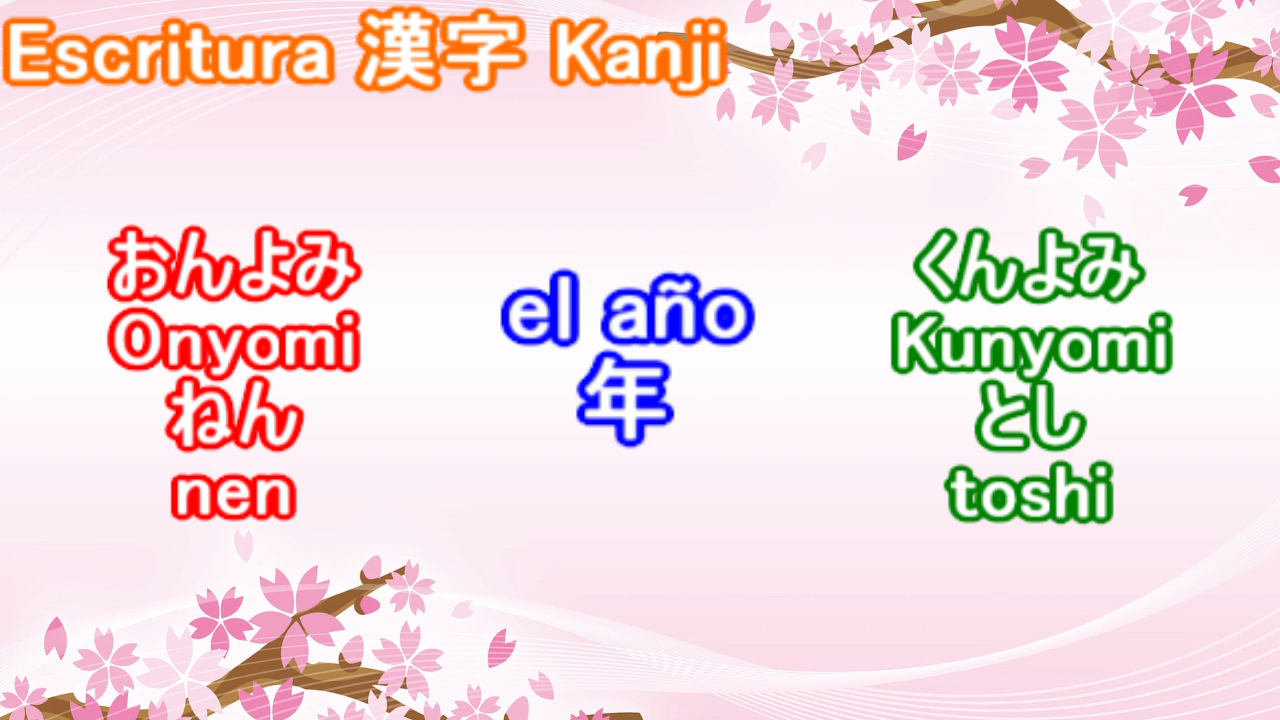 Escritura 漢字 Kanji
おんよみ
Onyomi
ねん
nen
el año
年
くんよみ
Kunyomi
とし
toshi